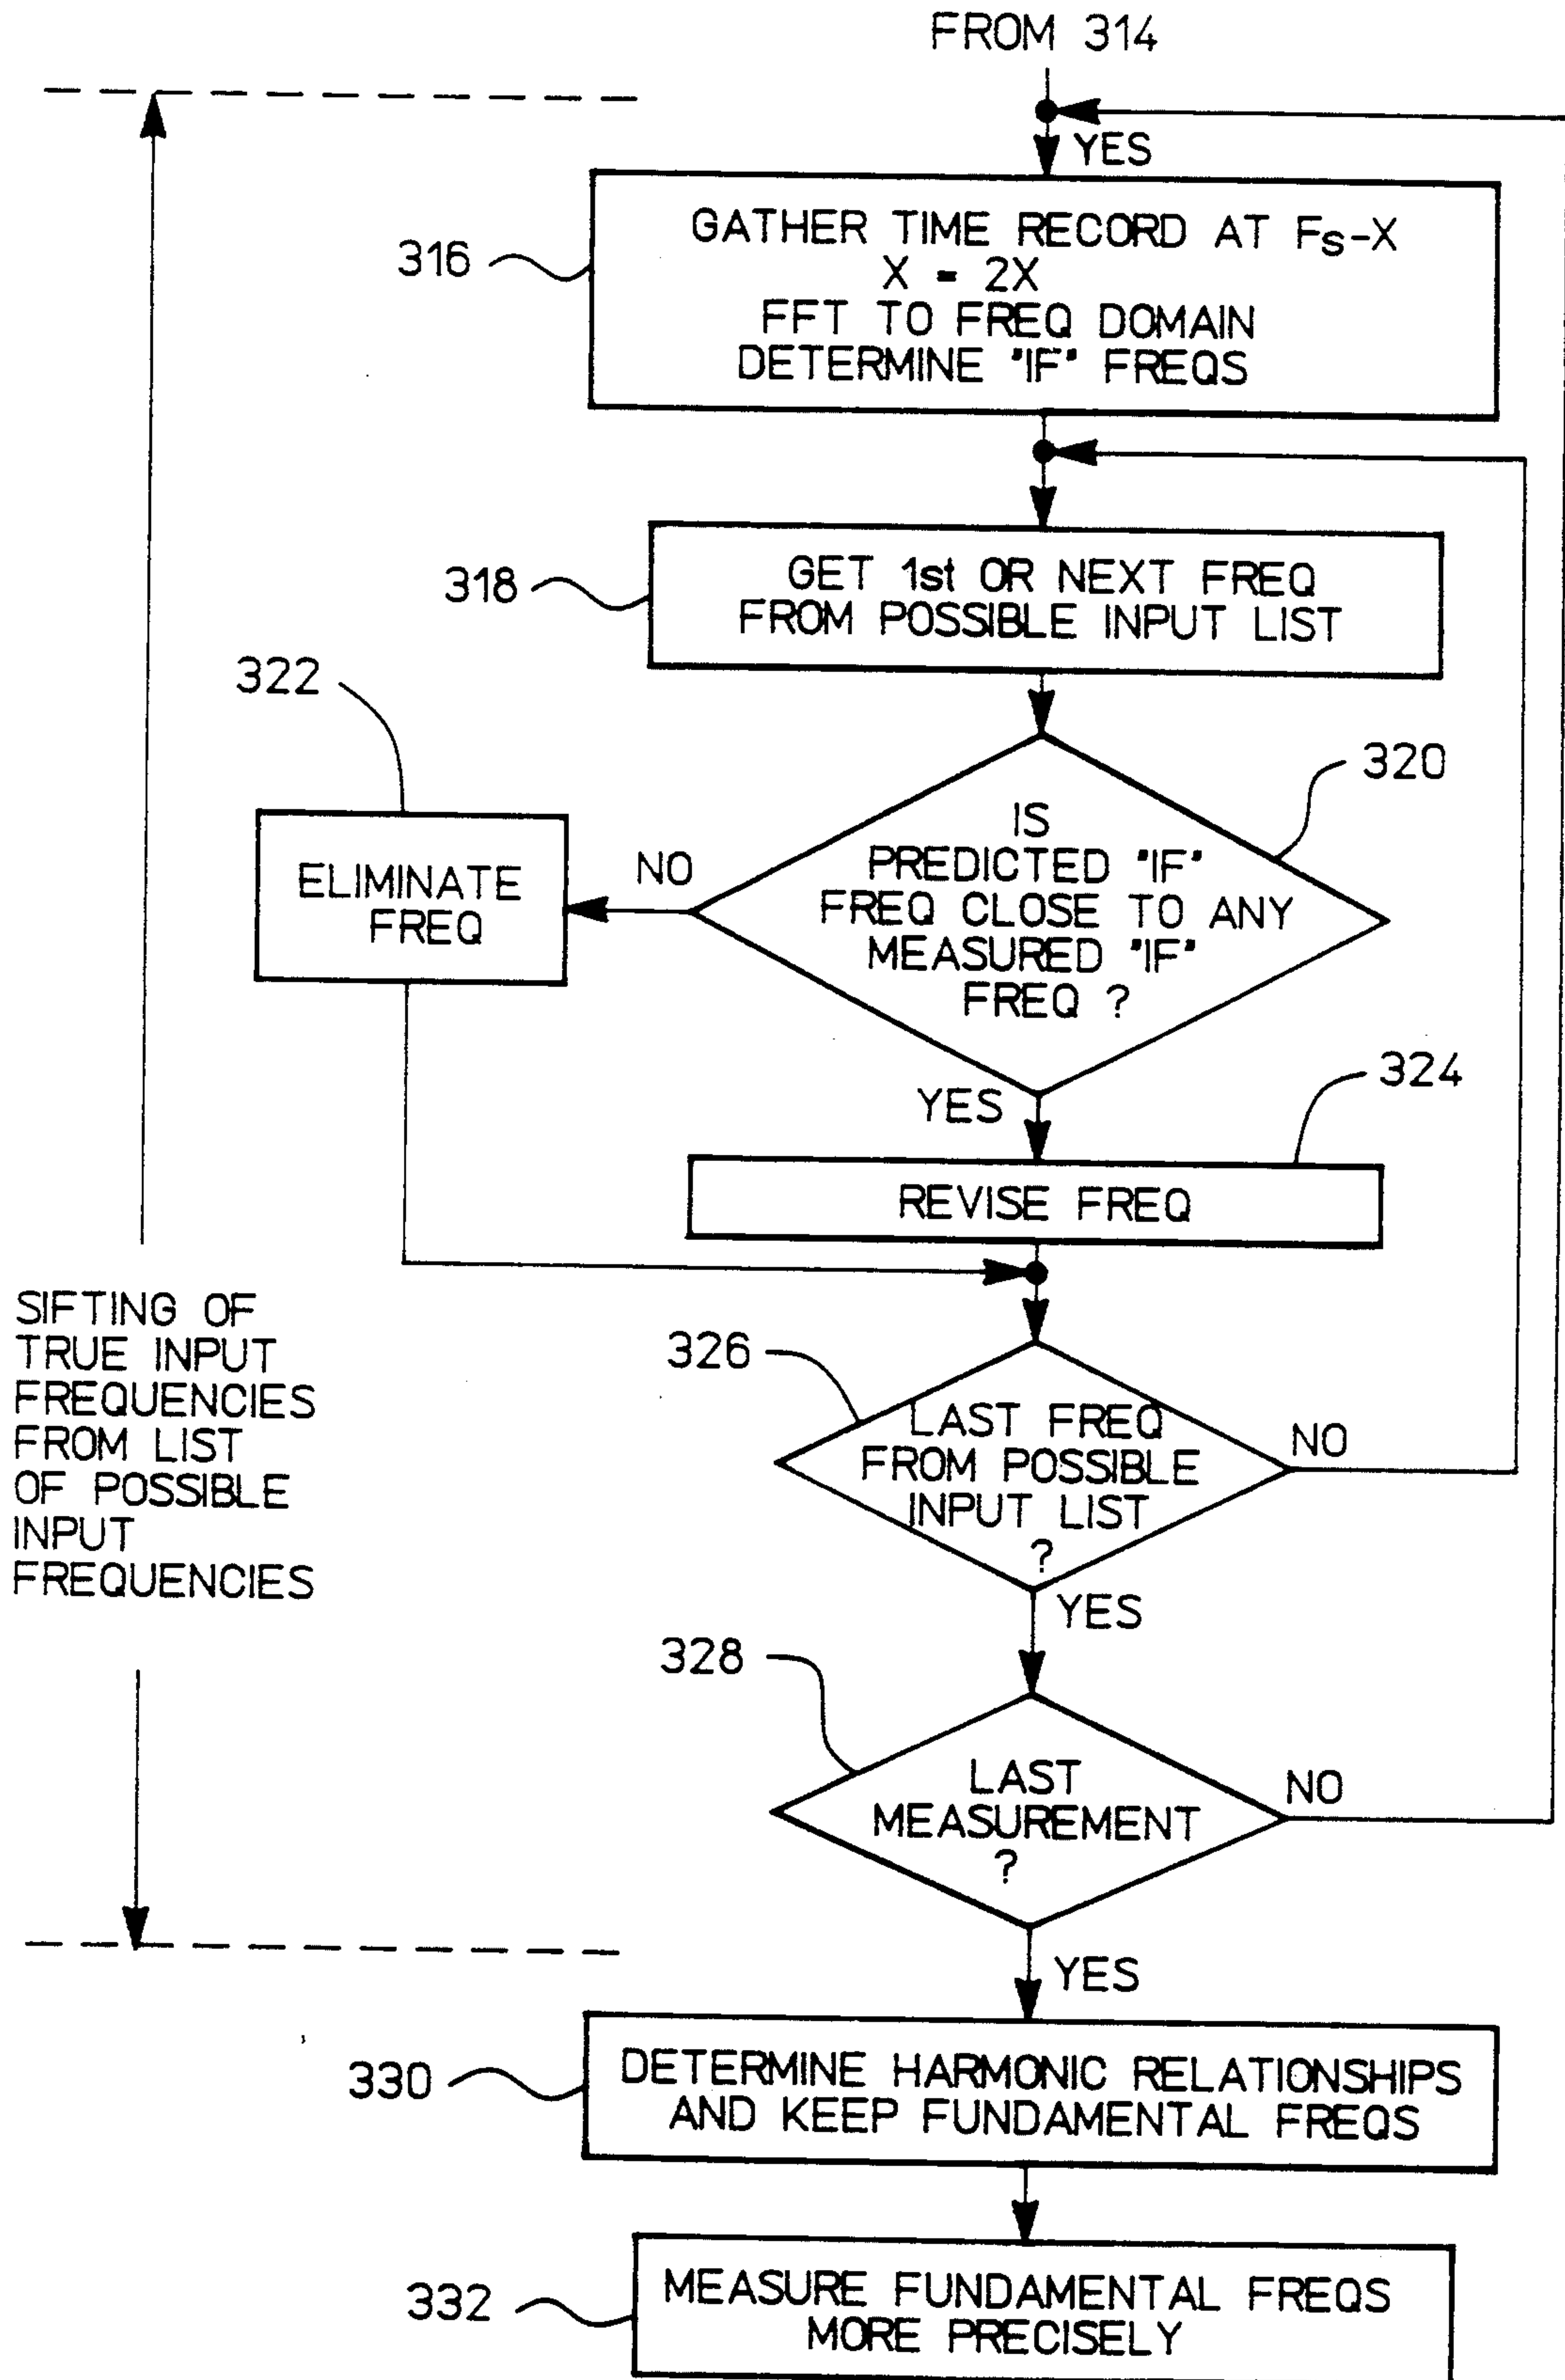 FROM 314
YES
316
GATHER TIME RECORD AT Fs-X
X = 2X
FFT TO FREQ DOMAIN
DETERMINE "IF" FREQS
318
GET 1st OR NEXT FREQ
FROM POSSIBLE INPUT LIST
322
320
ELIMINATE
FREQ
NO
IS
PREDICTED "IF"
FREQ CLOSE TO ANY
MEASURED "IF"
FREQ ?
YES
324
REVISE FREQ
SIFTING OF
TRUE INPUT
FREQUENCIES
FROM LIST
OF POSSIBLE
INPUT
FREQUENCIES
326
LAST FREQ
FROM POSSIBLE
INPUT LIST
?
NO
YES
328
LAST
MEASUREMENT
?
NO
YES
330
DETERMINE HARMONIC RELATIONSHIPS
AND KEEP FUNDAMENTAL FREQS
332
MEASURE FUNDAMENTAL FREQS
MORE PRECISELY